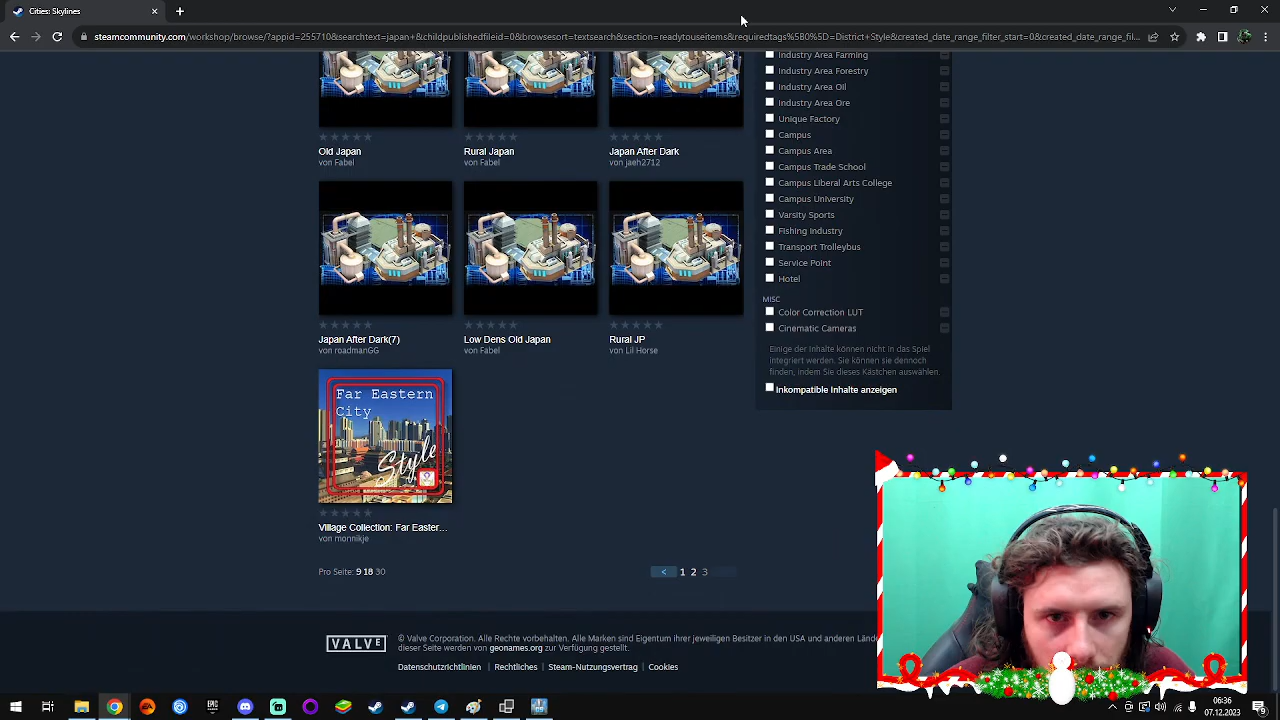 Cities: Skylines
steamcommunity.com/workshop/browse/?appid=255710&searchtext=japan+&childpublishedfileid=0&browsesort=textsearch&section=readytouseitems&requiredtags%5B0%5D=District+Style&created_date_range_filter_start=0&created_date_range_fil...
Industry Area Farming
Industry Area Forestry
Industry Area Oil
Industry Area Ore
Unique Factory
Campus
Campus Area
Campus Trade School
Campus Liberal Arts College
Campus University
Varsity Sports
Fishing Industry
Transport Trolleybus
Service Point
Hotel
MISC
Color Correction LUT
Cinematic Cameras
Einige der Inhalte können nicht in das Spiel
integriert werden. Sie können sie dennoch
finden, indem Sie dieses Kästchen auswählen.
Inkompatible Inhalte anzeigen
Old Japan
von Fabel
Rural Japan
von Fabel
Japan After Dark
von jaeh2712
Japan After Dark(7)
von roadmanGG
Low Dens Old Japan
von Fabel
Rural JP
von Lil Horse
Far Eastern
City
Style
Village Collection: Far Easter...
von monnikje
Pro Seite: 9 18 30
< 1 2 3
VALVE
© Valve Corporation. Alle Rechte vorbehalten. Alle Marken sind Eigentum ihrer jeweiligen Besitzer in den USA und anderen Lände
dieser Seite werden von geonames.org zur Verfügung gestellt.
Datenschutzrichtlinien | Rechtliches | Steam-Nutzungsvertrag | Cookies
EPIC
06:36
07.12.2023